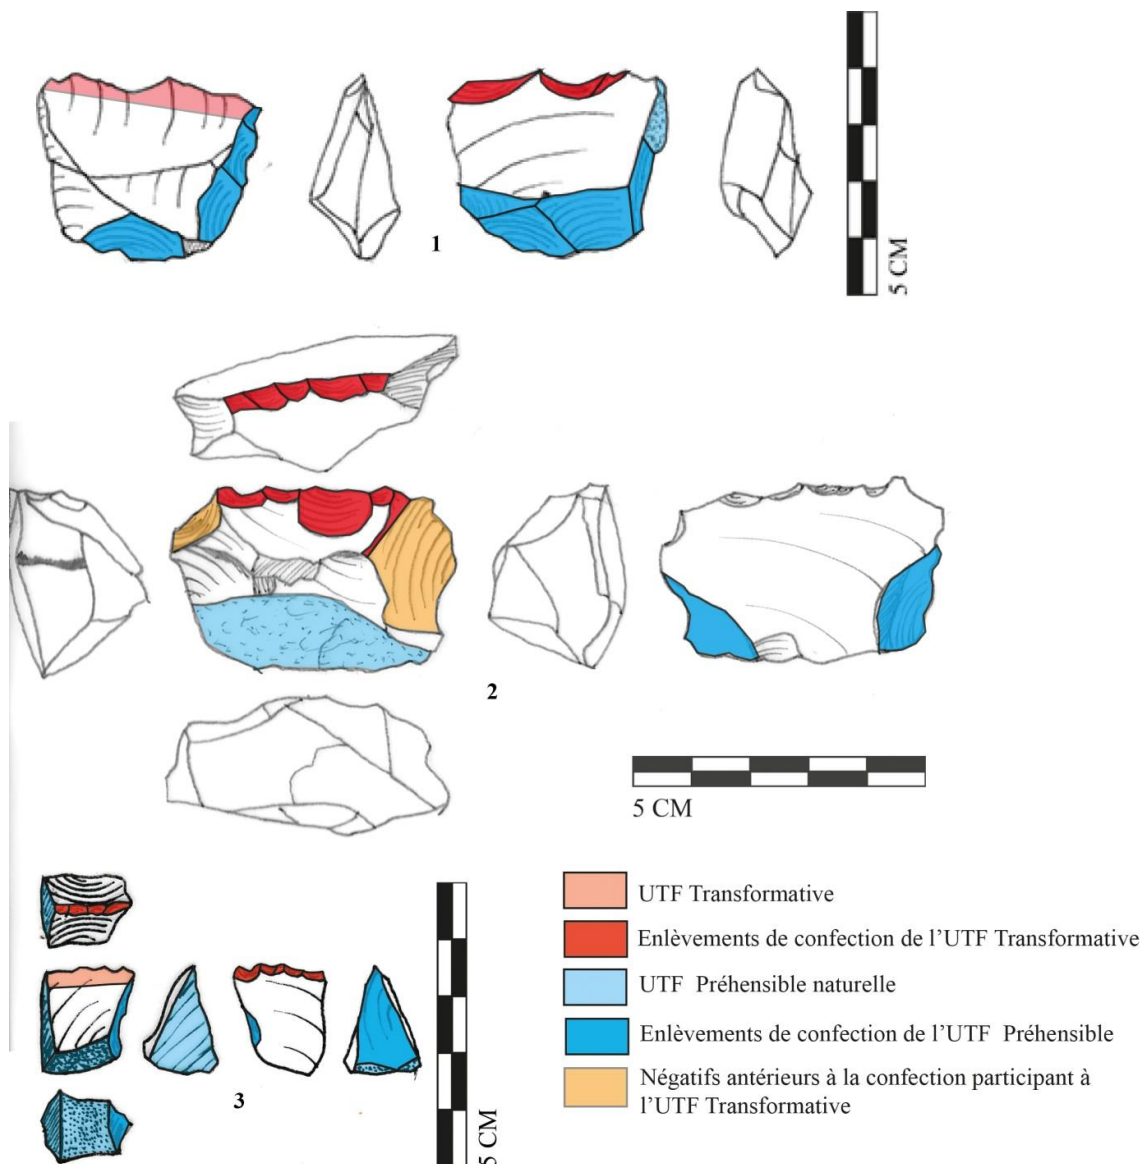 1
5 CM
2
5 CM
3
5 CM
UTF Transformative
Enlèvements de confection de l'UTF Transformative
UTF Préhensible naturelle
Enlèvements de confection de l'UTF Préhensible
Négatifs antérieurs à la confection participant à
l'UTF Transformative